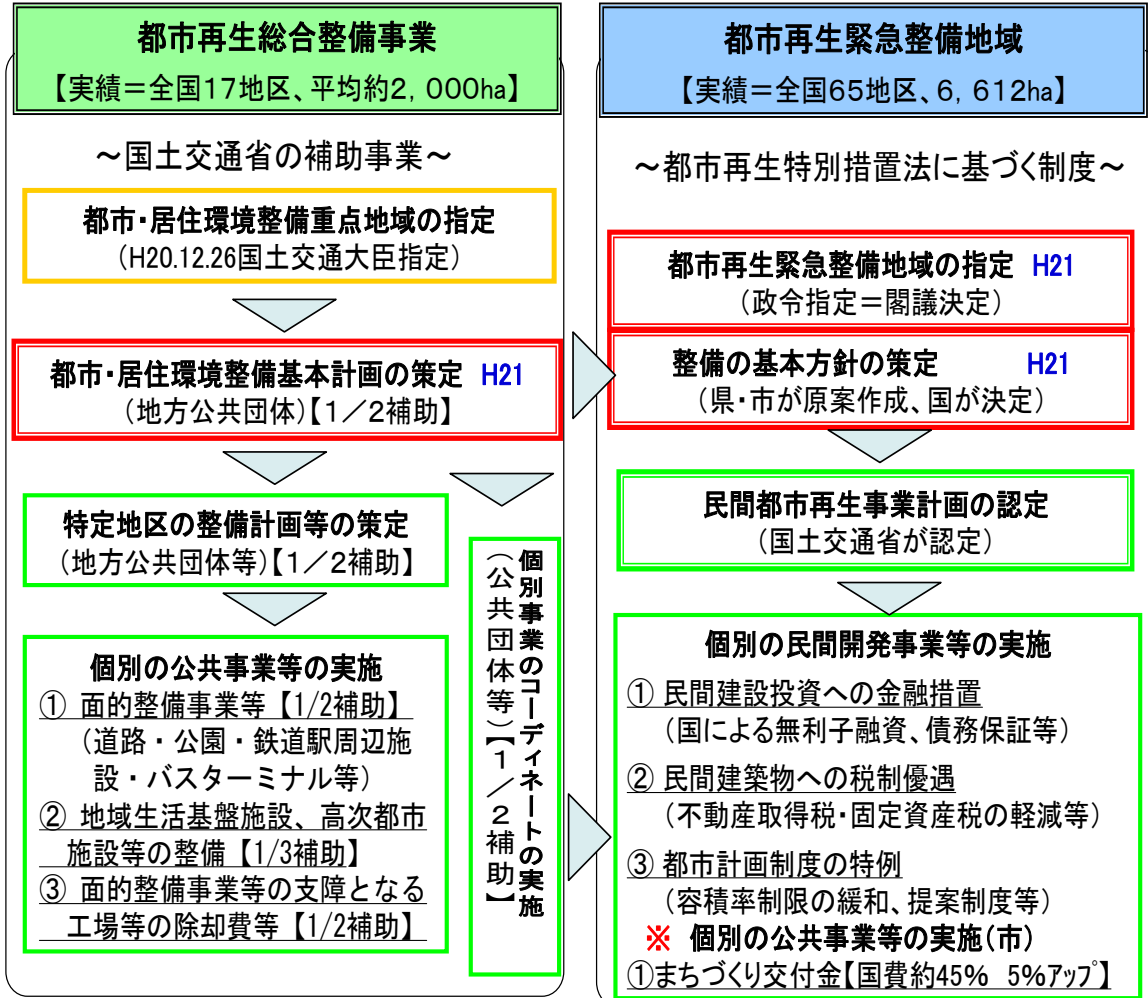 都市再生総合整備事業
【実績＝全国17地区、平均約2，000ha】
～国土交通省の補助事業～
都市・居住環境整備重点地域の指定
（H20.12.26国土交通大臣指定）
都市・居住環境整備基本計画の策定 H21
（地方公共団体）【１／２補助】
特定地区の整備計画等の策定
（地方公共団体等）【１／２補助】
個別の公共事業等の実施
① 面的整備事業等【1/2補助】
（道路・公園・鉄道駅周辺施
設・バスターミナル等）
② 地域生活基盤施設、高次都市
施設等の整備【1/3補助】
③ 面的整備事業等の支障となる
工場等の除却費等【1/2補助】
個別事業のコーディネートの実施
（公共団体等）【１／２補助】
都市再生緊急整備地域
【実績＝全国65地区、6，612ha】
～都市再生特別措置法に基づく制度～
都市再生緊急整備地域の指定 H21
（政令指定＝閣議決定）
整備の基本方針の策定 H21
（県・市が原案作成、国が決定）
民間都市再生事業計画の認定
（国土交通省が認定）
個別の民間開発事業等の実施
① 民間建設投資への金融措置
（国による無利子融資、債務保証等）
② 民間建築物への税制優遇
（不動産取得税・固定資産税の軽減等）
③ 都市計画制度の特例
（容積率制限の緩和、提案制度等）
※ 個別の公共事業等の実施（市）
①まちづくり交付金【国費約45% 5%ｱｯﾌﾟ】